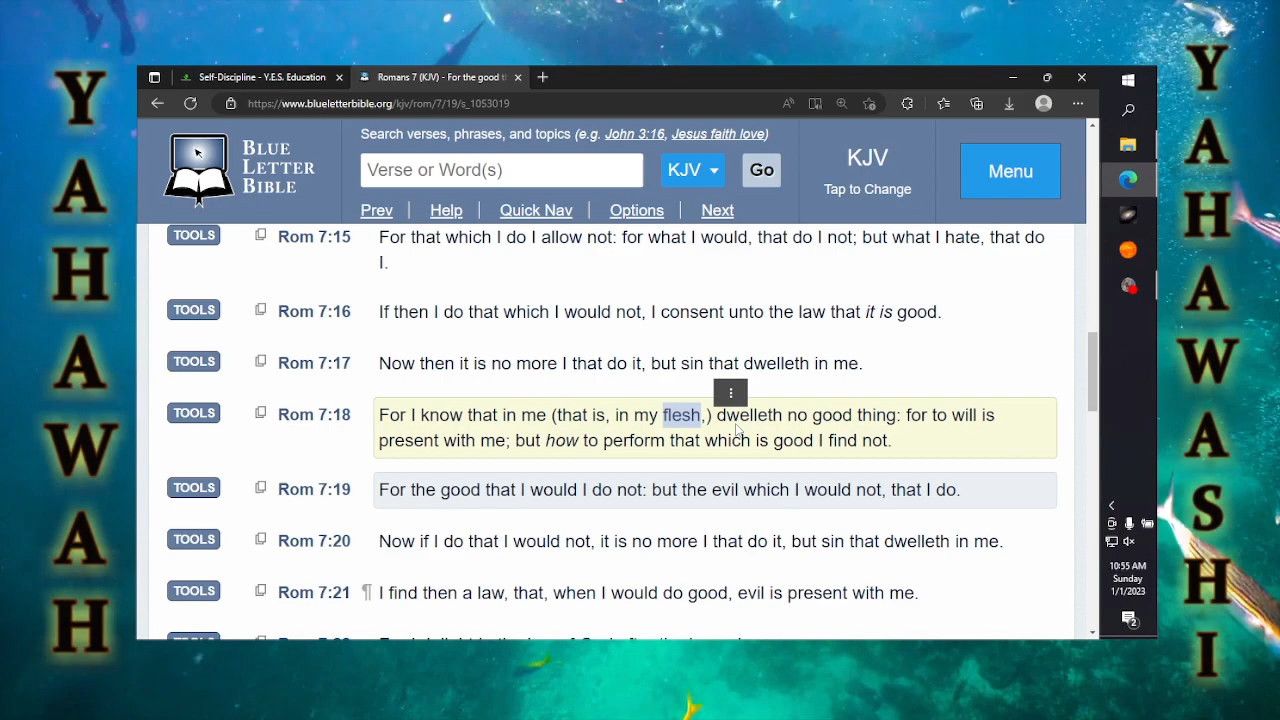 YAHAWAH
YAHAWASHI
Self-Discipline - Y.E.S. Education
Romans 7 (KJV) - For the good t
https://www.blueletterbible.org/kjv/rom/7/19/s_1053019
BLUE
LETTER
BIBLE
Search verses, phrases, and topics (e.g. John 3:16, Jesus faith love)
Verse or Word(s)
KJV
Go
KJV
Tap to Change
Menu
Prev
Help
Quick Nav
Options
Next
TOOLS Rom 7:15 For that which I do I allow not: for what I would, that do I not; but what I hate, that do
I.
TOOLS Rom 7:16 If then I do that which I would not, I consent unto the law that it is good.
TOOLS Rom 7:17 Now then it is no more I that do it, but sin that dwelleth in me.
TOOLS Rom 7:18 For I know that in me (that is, in my flesh,) dwelleth no good thing: for to will is
present with me; but how to perform that which is good I find not.
TOOLS Rom 7:19 For the good that I would I do not: but the evil which I would not, that I do.
TOOLS Rom 7:20 Now if I do that I would not, it is no more I that do it, but sin that dwelleth in me.
TOOLS Rom 7:21 ¶ I find then a law, that, when I would do good, evil is present with me.
10:55 AM
Sunday
1/1/2023
2